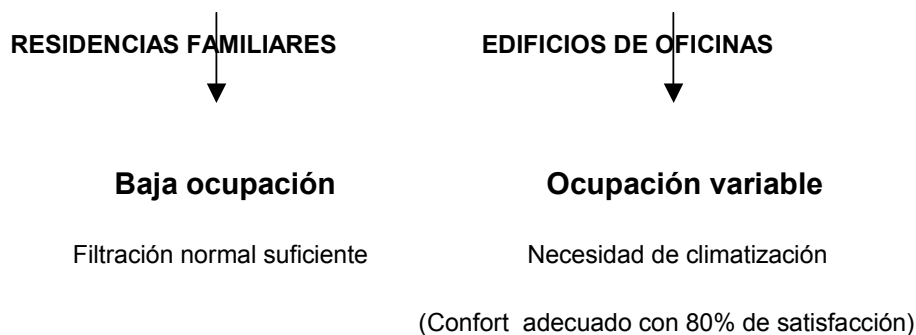 RESIDENCIAS FAMILIARES
EDIFICIOS DE OFICINAS
Baja ocupación
Ocupación variable
Filtración normal suficiente
Necesidad de climatización
(Confort adecuado con 80% de satisfacción)